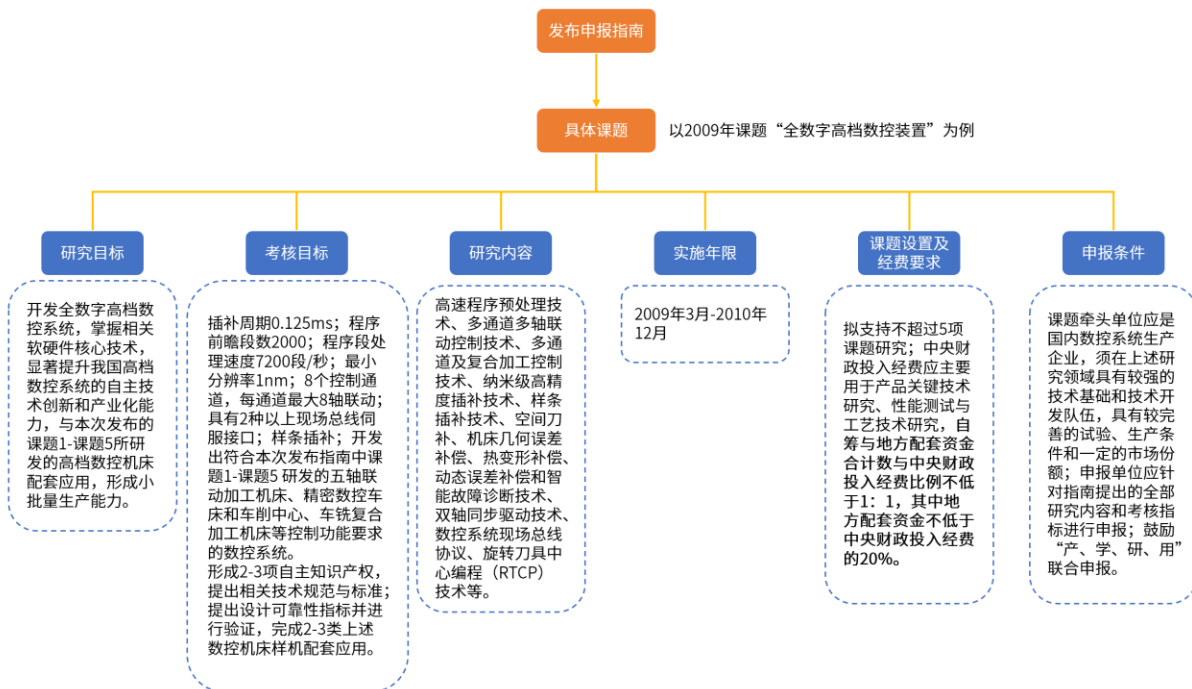 发布申报指南
具体课题
以2009年课题“全数字高档数控装置”为例
研究目标
开发全数字高档数
控系统，掌握相关
软硬件核心技术，
显著提升我国高档
数控系统的自主技
术创新和产业化能
力，与本次发布的
课题1-课题5所研
发的高档数控机床
配套应用，形成小
批量生产能力。
考核目标
插补周期0.125ms；程序
前瞻段数2000；程序段处
理速度7200段/秒；最小
分辨率1nm；8个控制通
道，每通道最大8轴联动；
具有2种以上现场总线伺
服接口；样条插补；开发
出符合本次发布指南中课
题1-课题5 研发的五轴联
动加工机床、精密数控车
床和车削中心、车铣复合
加工机床等控制功能要求
的数控系统。
形成2-3项自主知识产权，
提出相关技术规范与标准；
提出设计可靠性指标并进
行验证，完成2-3类上述
数控机床样机配套应用。
研究内容
高速程序预处理技
术、多通道多轴联
动控制技术、多通
道及复合加工控制
技术、纳米级高精
度插补技术、样条
插补技术、空间刀
补、机床几何误差
补偿、热变形补偿、
动态误差补偿和智
能故障诊断技术、
双轴同步驱动技术、
数控系统现场总线
协议、旋转刀具中
心编程（RTCP）
技术等。
实施年限
2009年3月-2010年
12月
课题设置及
经费要求
拟支持不超过5项
课题研究；中央财
政投入经费应主要
用于产品关键技术
研究、性能测试与
工艺技术研究，自
筹与地方配套资金
合计数与中央财政
投入经费比例不低
于1：1，其中地
方配套资金不低于
中央财政投入经费
的20%。
申报条件
课题牵头单位应是
国内数控系统生产
企业，须在上述研
究领域具有较强的
技术基础和技术开
发队伍，具有较完
善的试验、生产条
件和一定的市场份
额；申报单位应针
对指南提出的全部
研究内容和考核指
标进行申报；鼓励
“产、学、研、用”
联合申报。